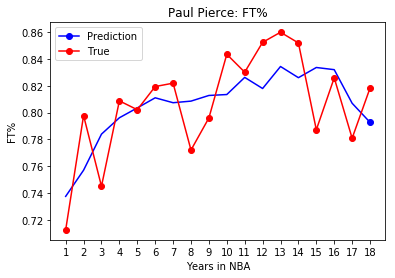 Paul Pierce: FT%
Prediction
True
FT%
0.86
0.84
0.82
0.80
0.78
0.76
0.74
0.72
1 2 3 4 5 6 7 8 9 10 11 12 13 14 15 16 17 18
Years in NBA